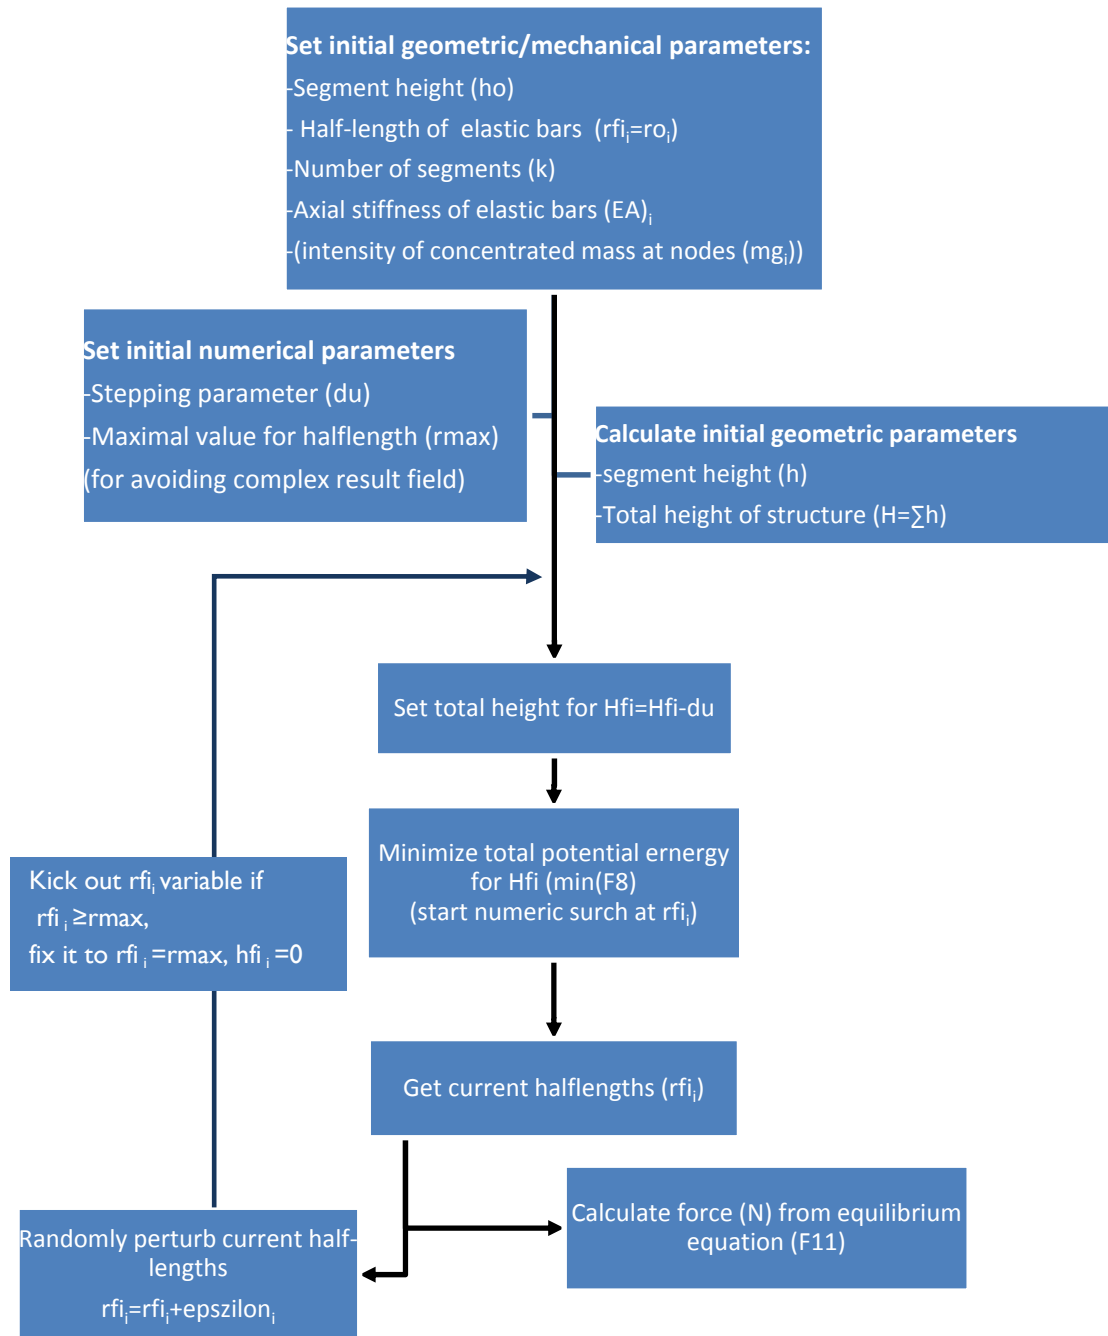 Set initial geometric/mechanical parameters:
-Segment height (ho)
- Half-length of elastic bars (rfiᵢ=roᵢ)
-Number of segments (k)
-Axial stiffness of elastic bars (EA)ᵢ
-(intensity of concentrated mass at nodes (mgᵢ))
Set initial numerical parameters
-Stepping parameter (du)
-Maximal value for halflength (rmax)
(for avoiding complex result field)
Calculate initial geometric parameters
-segment height (h)
-Total height of structure (H=∑h)
Set total height for Hfi=Hfi-du
Minimize total potential ernergy
for Hfi (min(F8)
(start numeric surch at rfiᵢ)
Kick out rfiᵢ variable if
rfi ᵢ ≥rmax,
fix it to rfi ᵢ =rmax, hfi ᵢ =0
Get current halflengths (rfiᵢ)
Calculate force (N) from equilibrium
equation (F11)
Randomly perturb current half-
lengths
rfiᵢ=rfiᵢ+epszilonᵢ